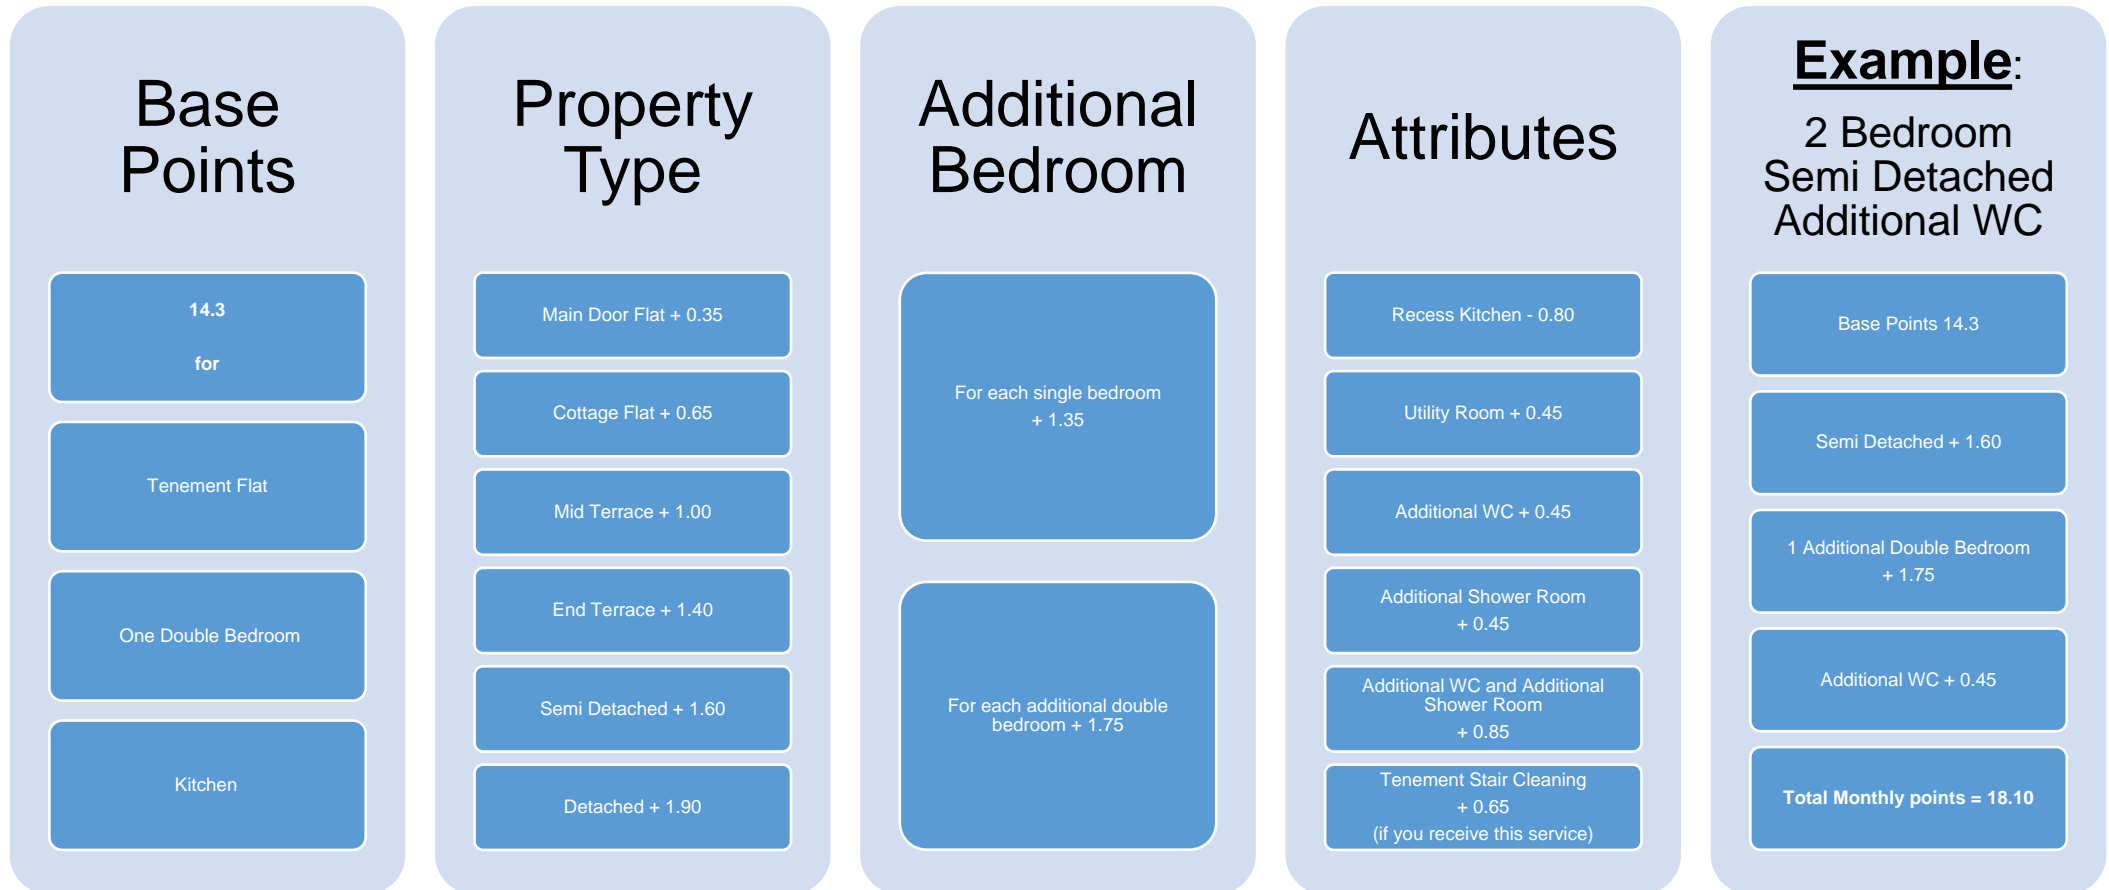 Base
Points
14.3
for
Tenement Flat
One Double Bedroom
Kitchen
Property
Type
Main Door Flat + 0.35
Cottage Flat + 0.65
Mid Terrace + 1.00
End Terrace + 1.40
Semi Detached + 1.60
Detached + 1.90
Additional
Bedroom
For each single bedroom
+ 1.35
For each additional double
bedroom + 1.75
Attributes
Recess Kitchen - 0.80
Utility Room + 0.45
Additional WC + 0.45
Additional Shower Room
+ 0.45
Additional WC and Additional
Shower Room
+ 0.85
Tenement Stair Cleaning
+ 0.65
(if you receive this service)
Example:
2 Bedroom
Semi Detached
Additional WC
Base Points 14.3
Semi Detached + 1.60
1 Additional Double Bedroom
+ 1.75
Additional WC + 0.45
Total Monthly points = 18.10